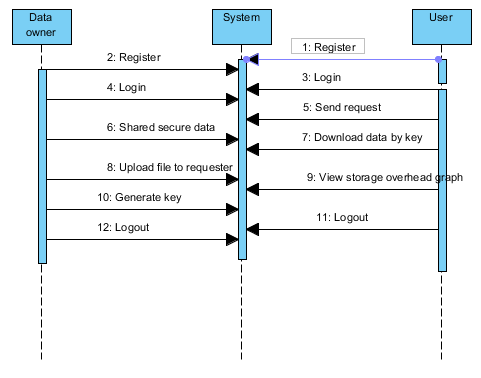 Data
owner
System
User
1: Register
2: Register
3: Login
4: Login
5: Send request
6: Shared secure data
7: Download data by key
8: Upload file to requester
9: View storage overhead graph
10: Generate key
11: Logout
12: Logout